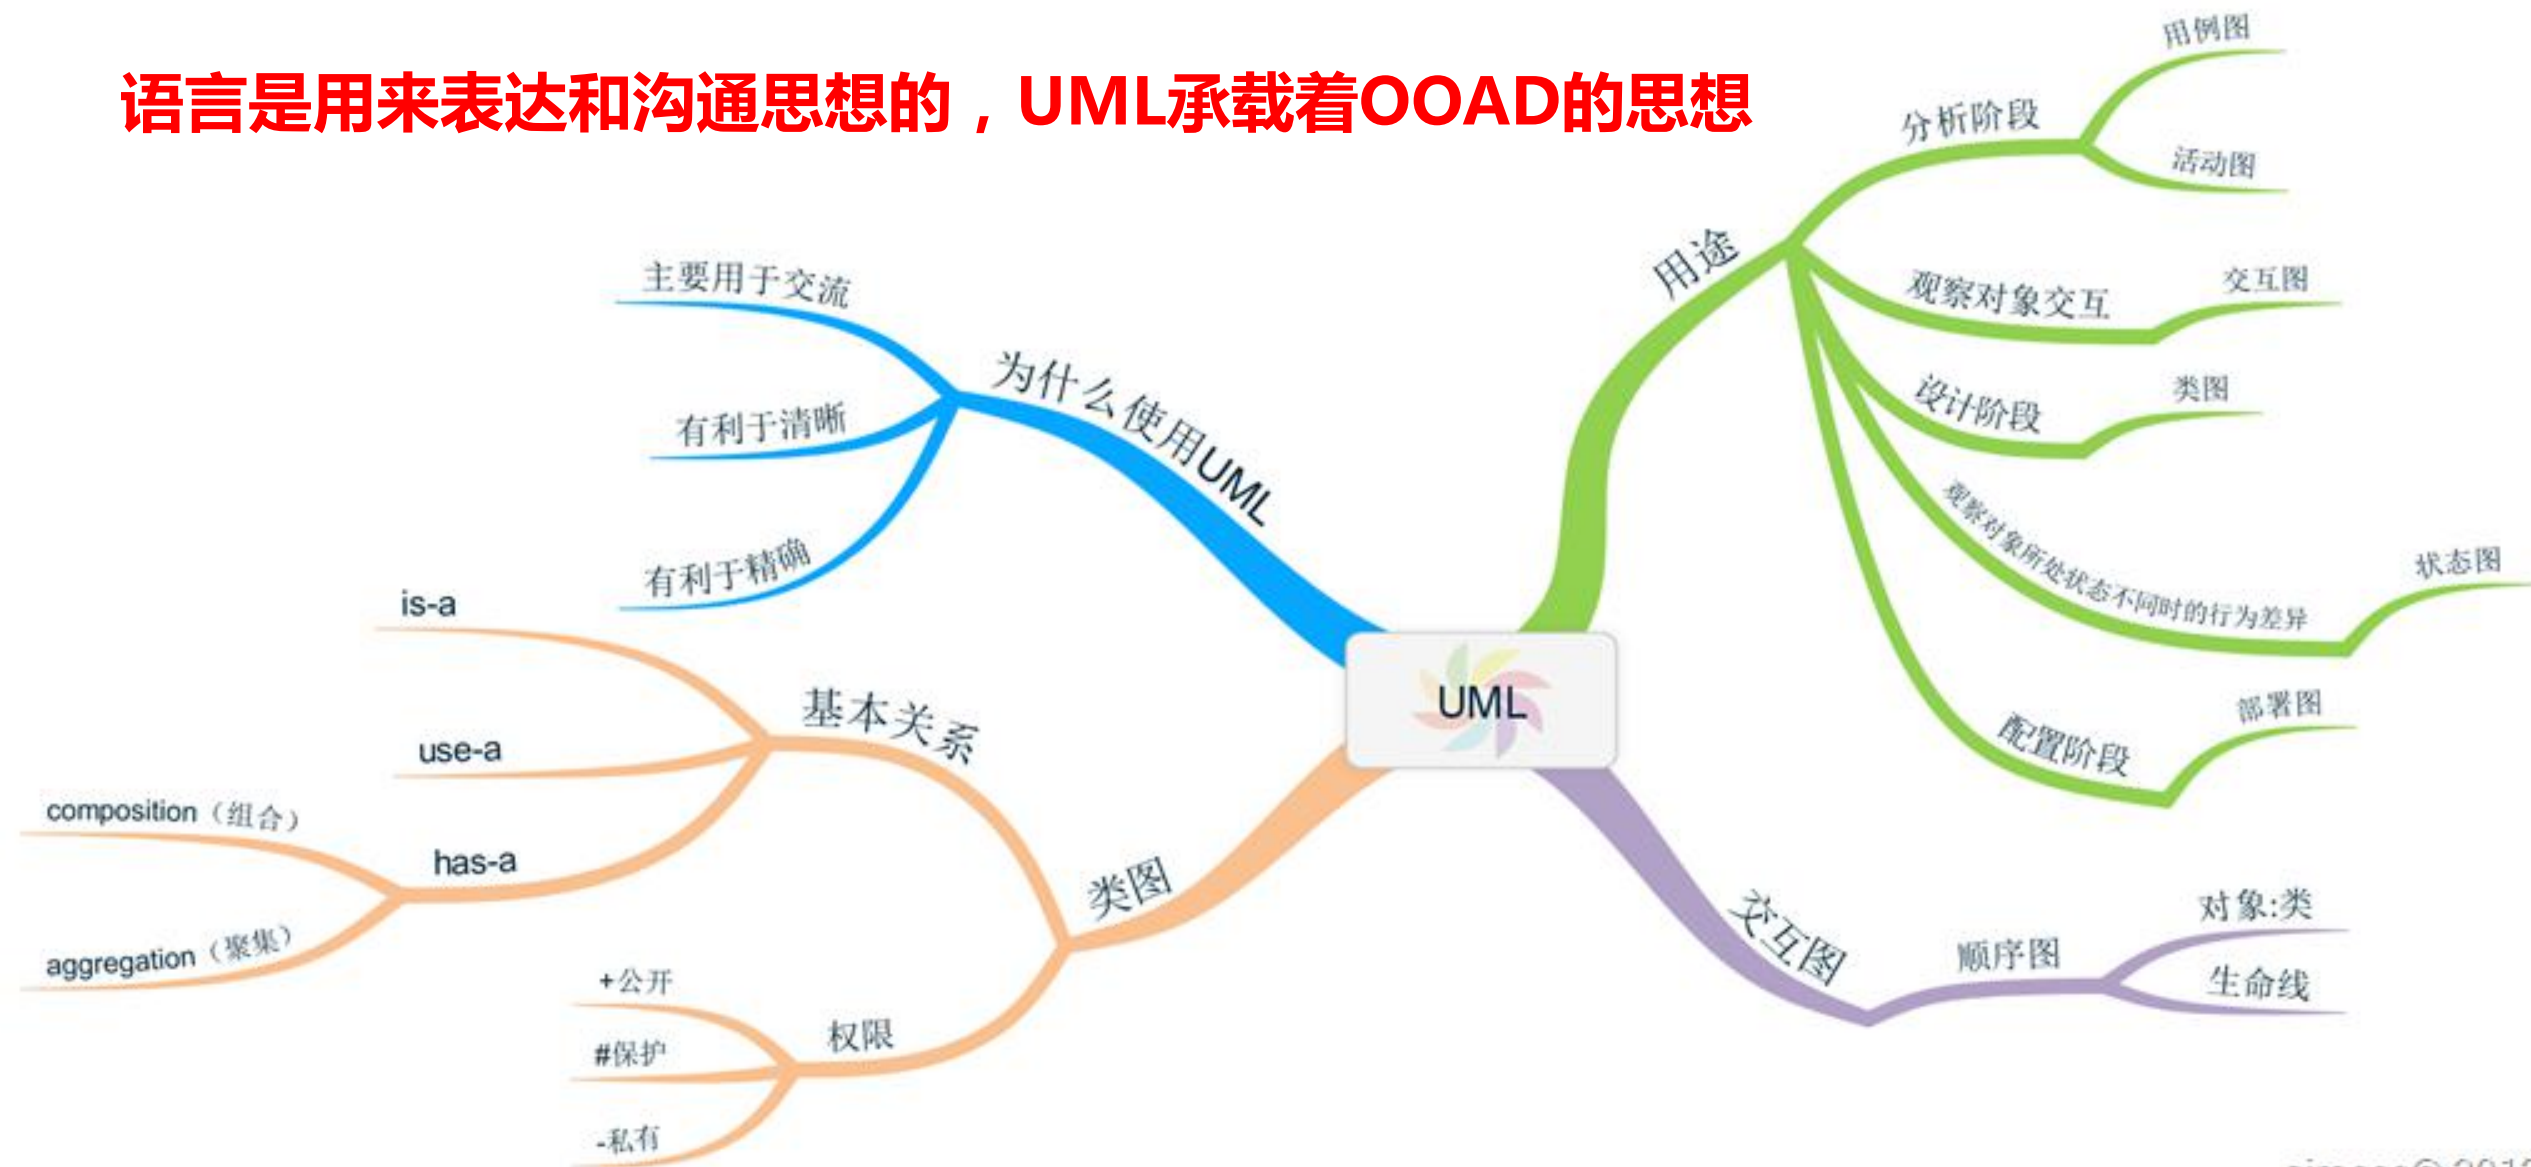 语言是用来表达和沟通思想的，UML承载着OOAD的思想
UML
为什么使用UML
主要用于交流
有利于清晰
有利于精确
用途
分析阶段
用例图
活动图
观察对象交互
交互图
设计阶段
类图
观察对象所处状态不同时的行为差异
状态图
配置阶段
部署图
类图
基本关系
is-a
use-a
has-a
composition（组合）
aggregation（聚集）
权限
+公开
#保护
-私有
交互图
顺序图
对象:类
生命线